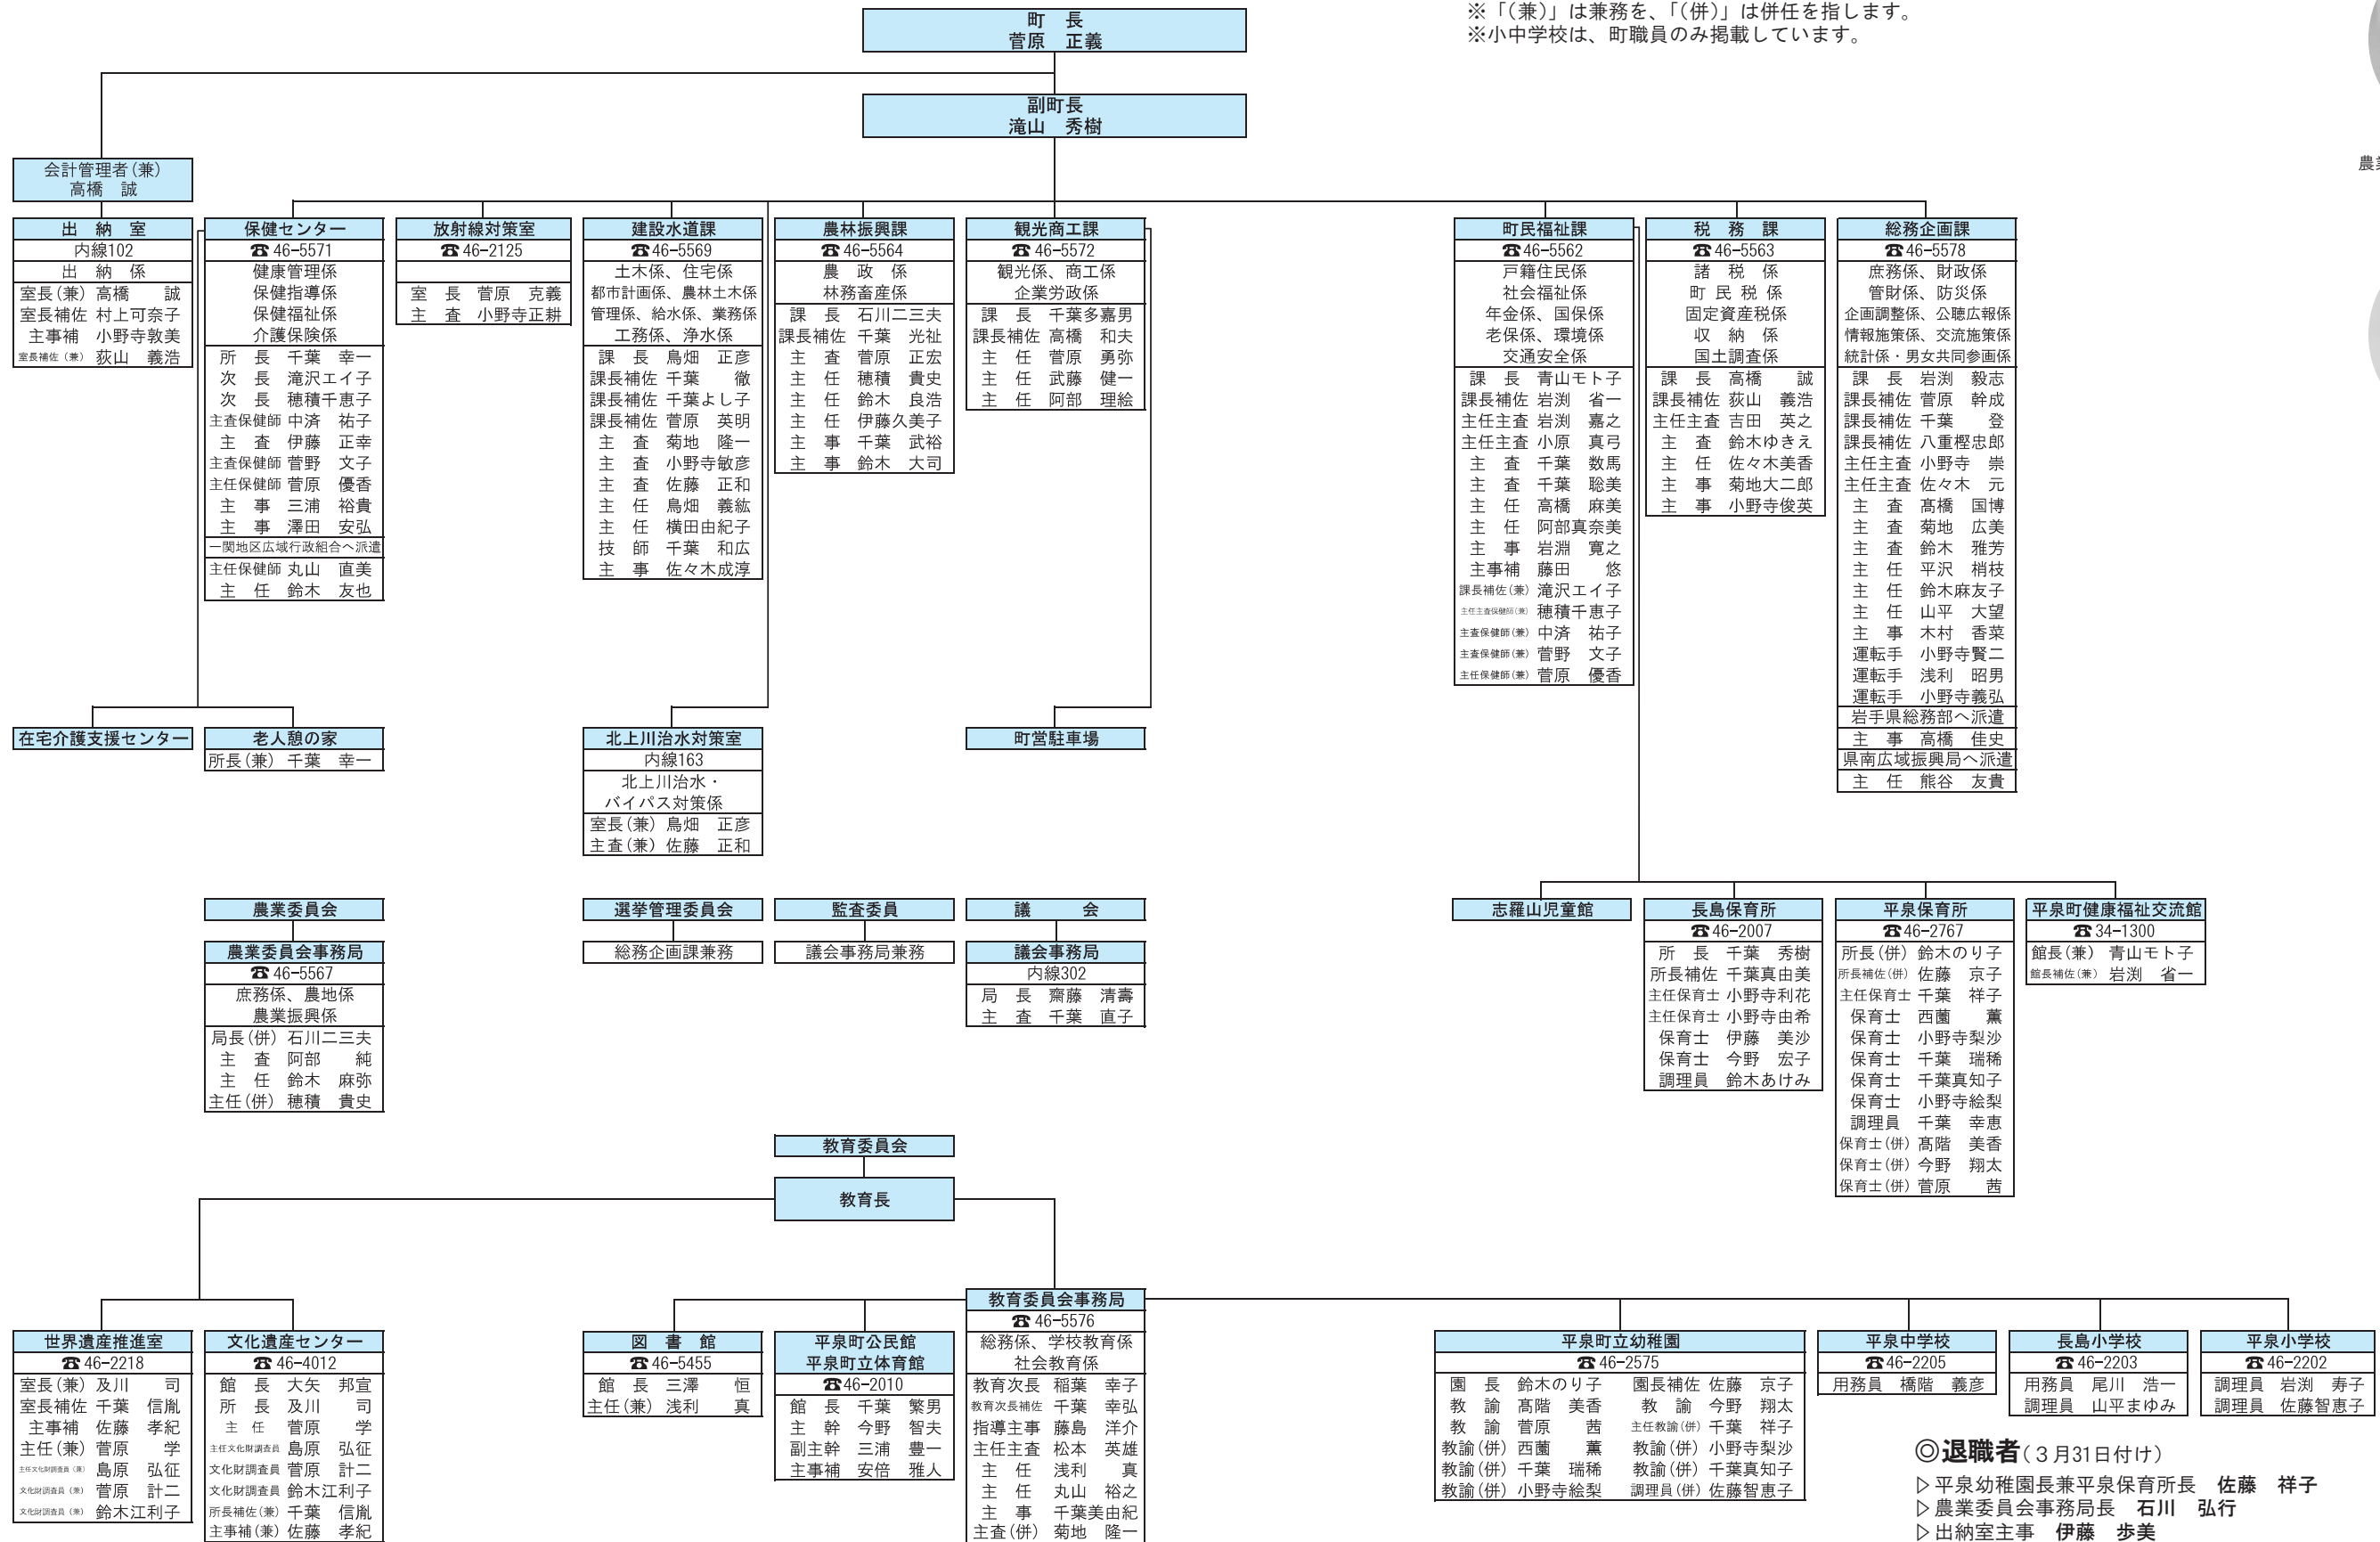 町　長
菅原　正義
※「(兼)」は兼務を、「(併)」は併任を指します。
※小中学校は、町職員のみ掲載しています。
副町長
滝山　秀樹
会計管理者(兼)
高橋　誠
出　納　室
内線102
出　納　係
室長(兼) 高橋　　誠
室長補佐 村上可奈子
主事補 小野寺敦美
室長補佐(兼) 荻山　義浩
保健センター
☎46−5571
健康管理係
保健指導係
保健福祉係
介護保険係
所　長 千葉　幸一
次　長 滝沢エイ子
次　長 穂積千恵子
主査保健師 中済　祐子
主　査 伊藤　正幸
主査保健師 菅野　文子
主任保健師 菅原　優香
主　事 三浦　裕貴
主　事 澤田　安弘
一関地区広域行政組合へ派遣
主任保健師 丸山　直美
主　任 鈴木　友也
放射線対策室
☎46−2125
室　長 菅原　克義
主　査 小野寺正耕
建設水道課
☎46−5569
土木係、住宅係
都市計画係、農林土木係
管理係、給水係、業務係
工務係、浄水係
課　長 鳥畑　正彦
課長補佐 千葉　　徹
課長補佐 千葉よし子
課長補佐 菅原　英明
主　査 菊地　隆一
主　査 小野寺敏彦
主　査 佐藤　正和
主　任 鳥畑　義紘
主　任 横田由紀子
技　師 千葉　和広
主　事 佐々木成淳
農林振興課
☎46−5564
農　政　係
林務畜産係
課　長 石川二三夫
課長補佐 千葉　光祉
主　査 菅原　正宏
主　任 穂積　貴史
主　任 鈴木　良浩
主　任 伊藤久美子
主　事 千葉　武裕
主　事 鈴木　大司
観光商工課
☎46−5572
観光係、商工係
企業労政係
課　長 千葉多嘉男
課長補佐 高橋　和夫
主　任 菅原　勇弥
主　任 武藤　健一
主　任 阿部　理絵
町民福祉課
☎46−5562
戸籍住民係
社会福祉係
年金係、国保係
老保係、環境係
交通安全係
課　長 青山モト子
課長補佐 岩渕　省一
主任主査 岩渕　嘉之
主任主査 小原　真弓
主　査 千葉　数馬
主　査 千葉　聡美
主　任 高橋　麻美
主　任 阿部真奈美
主　事 岩淵　寛之
主事補 藤田　　悠
課長補佐(兼) 滝沢エイ子
主任主査保健師(兼) 穂積千恵子
主査保健師(兼) 中済　祐子
主査保健師(兼) 菅野　文子
主任保健師(兼) 菅原　優香
税　務　課
☎46−5563
諸　税　係
町 民 税 係
固定資産税係
収　納　係
国土調査係
課　長 高橋　　誠
課長補佐 荻山　義浩
主任主査 吉田　英之
主　査 鈴木ゆきえ
主　任 佐々木美香
主　事 菊地大二郎
主　事 小野寺俊英
総務企画課
☎46−5578
庶務係、財政係
管財係、防災係
企画調整係、公聴広報係
情報施策係、交流施策係
統計係・男女共同参画係
課　長 岩渕　毅志
課長補佐 菅原　幹成
課長補佐 千葉　　登
課長補佐 八重樫忠郎
主任主査 小野寺　崇
主任主査 佐々木　元
主　査 髙橋　国博
主　査 菊地　広美
主　査 鈴木　雅芳
主　任 平沢　梢枝
主　任 鈴木麻友子
主　任 山平　大望
主　事 木村　香菜
運転手 小野寺賢二
運転手 浅利　昭男
運転手 小野寺義弘
岩手県総務部へ派遣
主　事 高橋　佳史
県南広域振興局へ派遣
主　任 熊谷　友貴
在宅介護支援センター
老人憩の家
所長(兼) 千葉　幸一
北上川治水対策室
内線163
北上川治水・
バイパス対策係
室長(兼) 鳥畑　正彦
主査(兼) 佐藤　正和
町営駐車場
農業委員会
農業委員会事務局
☎46−5567
庶務係、農地係
農業振興係
局長(併) 石川二三夫
主　査 阿部　　純
主　任 鈴木　麻弥
主任(併) 穂積　貴史
選挙管理委員会
総務企画課兼務
監査委員
議会事務局兼務
議　　会
議会事務局
内線302
局　長 齋藤　清壽
主　査 千葉　直子
志羅山児童館
長島保育所
☎46−2007
所　長 千葉　秀樹
所長補佐 千葉真由美
主任保育士 小野寺利花
主任保育士 小野寺由希
保育士 伊藤　美沙
保育士 今野　宏子
調理員 鈴木あけみ
平泉保育所
☎46−2767
所長(併) 鈴木のり子
所長補佐(併) 佐藤　京子
主任保育士 千葉　祥子
保育士 西薗　　薫
保育士 小野寺梨沙
保育士 千葉　瑞稀
保育士 千葉真知子
保育士 小野寺絵梨
調理員 千葉　幸恵
保育士(併) 髙階　美香
保育士(併) 今野　翔太
保育士(併) 菅原　　茜
平泉町健康福祉交流館
☎34−1300
館長(兼) 青山モト子
館長補佐(兼) 岩渕　省一
教育委員会
教育長
世界遺産推進室
☎46−2218
室長(兼) 及川　　司
室長補佐 千葉　信胤
主事補 佐藤　孝紀
主任(兼) 菅原　　学
主任文化財調査員(兼) 島原　弘征
文化財調査員(兼) 菅原　計二
文化財調査員(兼) 鈴木江利子
文化遺産センター
☎46−4012
館　長 大矢　邦宣
所　長 及川　　司
主　任 菅原　　学
主任文化財調査員 島原　弘征
文化財調査員 菅原　計二
文化財調査員 鈴木江利子
所長補佐(兼) 千葉　信胤
主事補(兼) 佐藤　孝紀
図　書　館
☎46−5455
館　長 三澤　　恒
主任(兼) 浅利　　真
平泉町公民館
平泉町立体育館
☎46−2010
館　長 千葉　繁男
主　幹 今野　智夫
副主幹 三浦　豊一
主事補 安倍　雅人
教育委員会事務局
☎46−5576
総務係、学校教育係
社会教育係
教育次長 稲葉　幸子
教育次長補佐 千葉　幸弘
指導主事 藤島　洋介
主任主査 松本　英雄
主　任 浅利　　真
主　任 丸山　裕之
主　事 千葉美由紀
主査(併) 菊地　隆一
平泉町立幼稚園
☎46−2575
園　長 鈴木のり子　園長補佐 佐藤　京子
教　諭 髙階　美香　教　諭 今野　翔太
教　諭 菅原　　茜　主任教諭(併) 千葉　祥子
教諭(併) 西薗　　薫　教諭(併) 小野寺梨沙
教諭(併) 千葉　瑞稀　教諭(併) 千葉真知子
教諭(併) 小野寺絵梨　調理員(併) 佐藤智恵子
平泉中学校
☎46−2205
用務員 橋階　義彦
長島小学校
☎46−2203
用務員 尾川　浩一
調理員 山平まゆみ
平泉小学校
☎46−2202
調理員 岩渕　寿子
調理員 佐藤智恵子
◎退職者(３月31日付け)
▷平泉幼稚園長兼平泉保育所長　佐藤　祥子
▷農業委員会事務局長　石川　弘行
▷出納室主事　伊藤　歩美